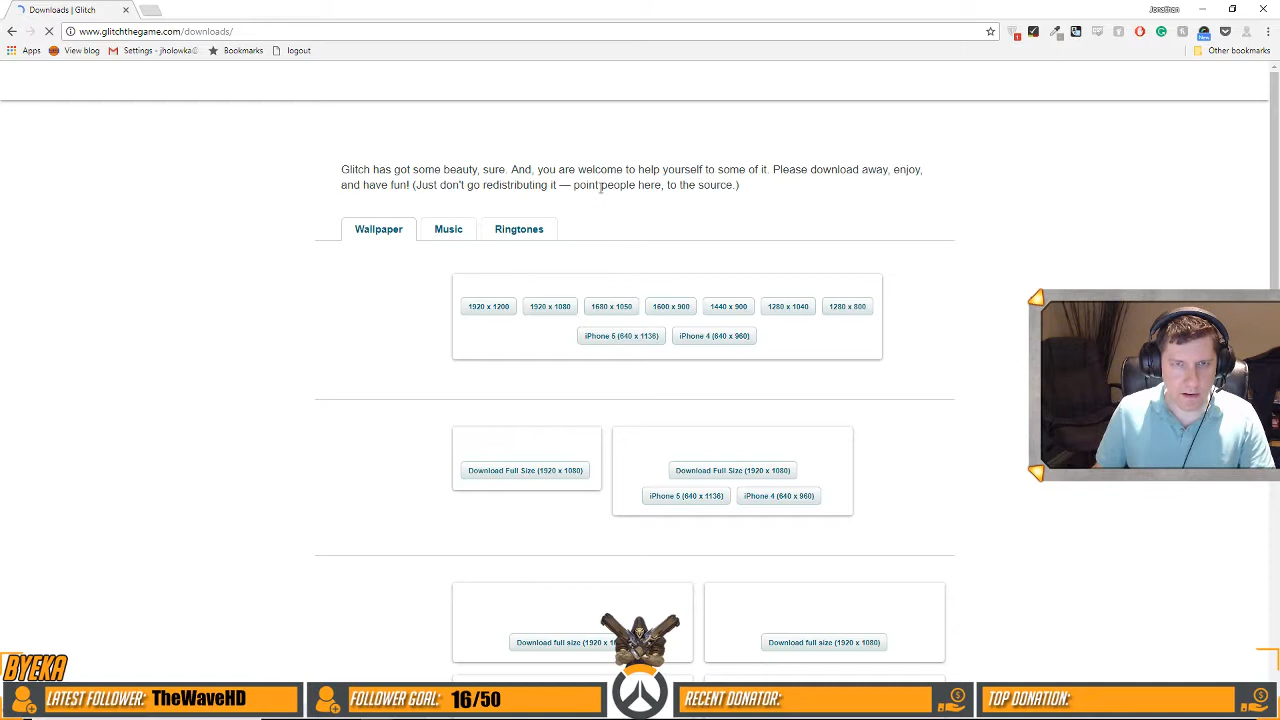 Downloads | Glitch
Jonathan
www.glitchthegame.com/downloads/
Apps
View blog
Settings - jholowka@
Bookmarks
logout
Other bookmarks
Glitch has got some beauty, sure. And, you are welcome to help yourself to some of it. Please download away, enjoy,
and have fun! (Just don't go redistributing it — point people here, to the source.)
Wallpaper
Music
Ringtones
1920 x 1200
1920 x 1080
1680 x 1050
1600 x 900
1440 x 900
1280 x 1040
1280 x 800
iPhone 5 (640 x 1136)
iPhone 4 (640 x 960)
Download Full Size (1920 x 1080)
Download Full Size (1920 x 1080)
iPhone 5 (640 x 1136)
iPhone 4 (640 x 960)
Download full size (1920 x
Download full size (1920 x 1080)
BYEKA
LATEST FOLLOWER: TheWaveHD
FOLLOWER GOAL: 16/50
RECENT DONATOR:
TOP DONATION: